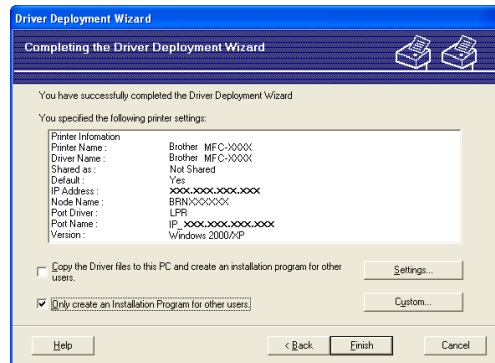 Driver Deployment Wizard
Completing the Driver Deployment Wizard
You have successfully completed the Driver Deployment Wizard
You specified the following printer settings:
Printer Infomation
Printer Name : Brother MFC-XXXX
Driver Name : Brother MFC-XXXX
Shared as : Not Shared
Default : Yes
IP Address : XXX.XXX.XXX.XXX
Node Name : BRNXXXXXX
Port Driver : LPR
Port Name : IP_XXX.XXX.XXX.XXX
Version : Windows 2000/XP
Copy the Driver files to this PC and create an installation program for other
users.
Settings...
Only create an Installation Program for other users.
Custom...
Help
< Back
Finish
Cancel